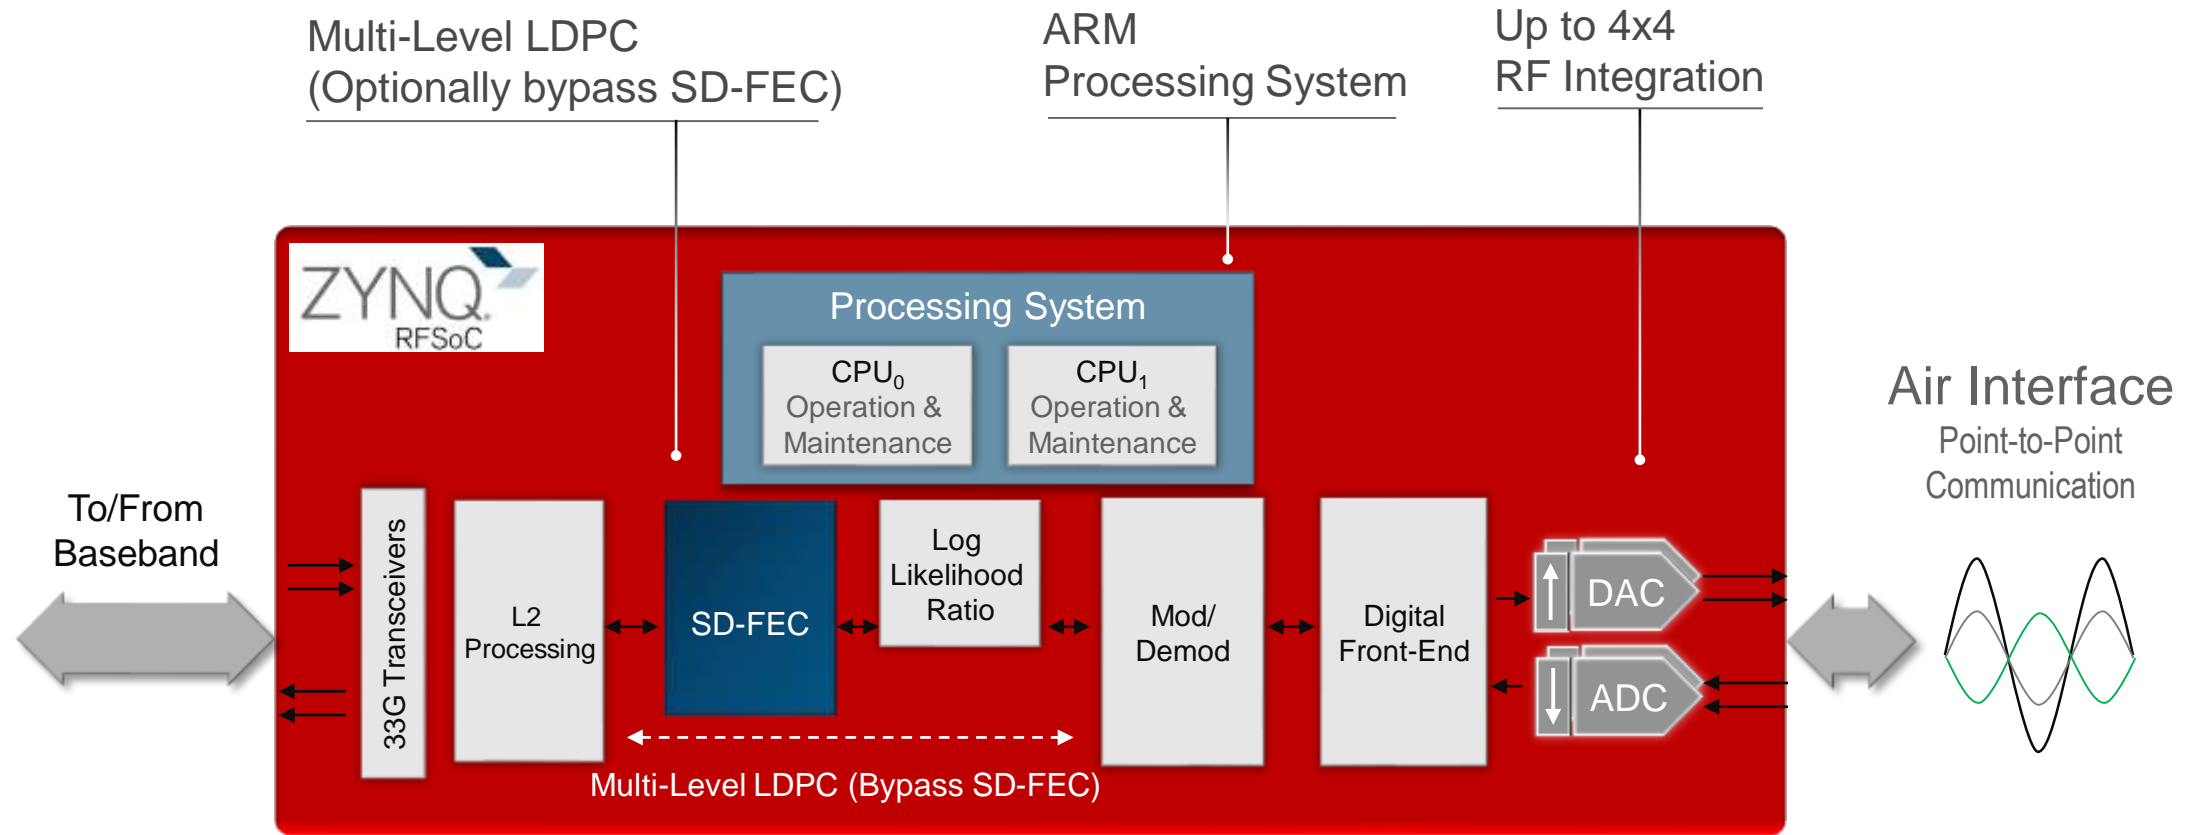 Multi-Level LDPC
(Optionally bypass SD-FEC)
ARM
Processing System
Up to 4x4
RF Integration
ZYNQ.
RFSoC
Processing System
CPU0
Operation &
Maintenance
CPU1
Operation &
Maintenance
Air Interface
Point-to-Point
Communication
To/From
Baseband
33G Transceivers
L2
Processing
SD-FEC
Log
Likelihood
Ratio
Mod/
Demod
Digital
Front-End
DAC
ADC
Multi-Level LDPC (Bypass SD-FEC)